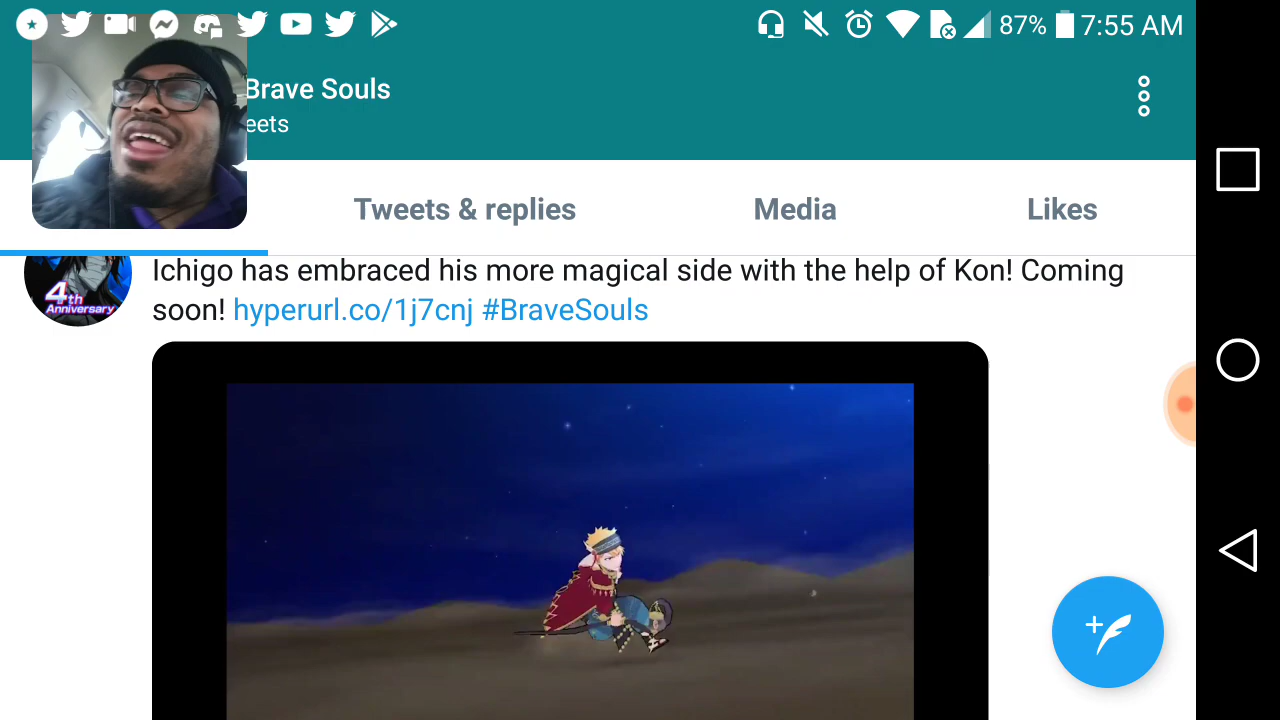 87% 7:55 AM
Brave Souls
eets
Tweets & replies Media Likes
4th
Anniversary
Ichigo has embraced his more magical side with the help of Kon! Coming
soon! hyperurl.co/1j7cnj #BraveSouls